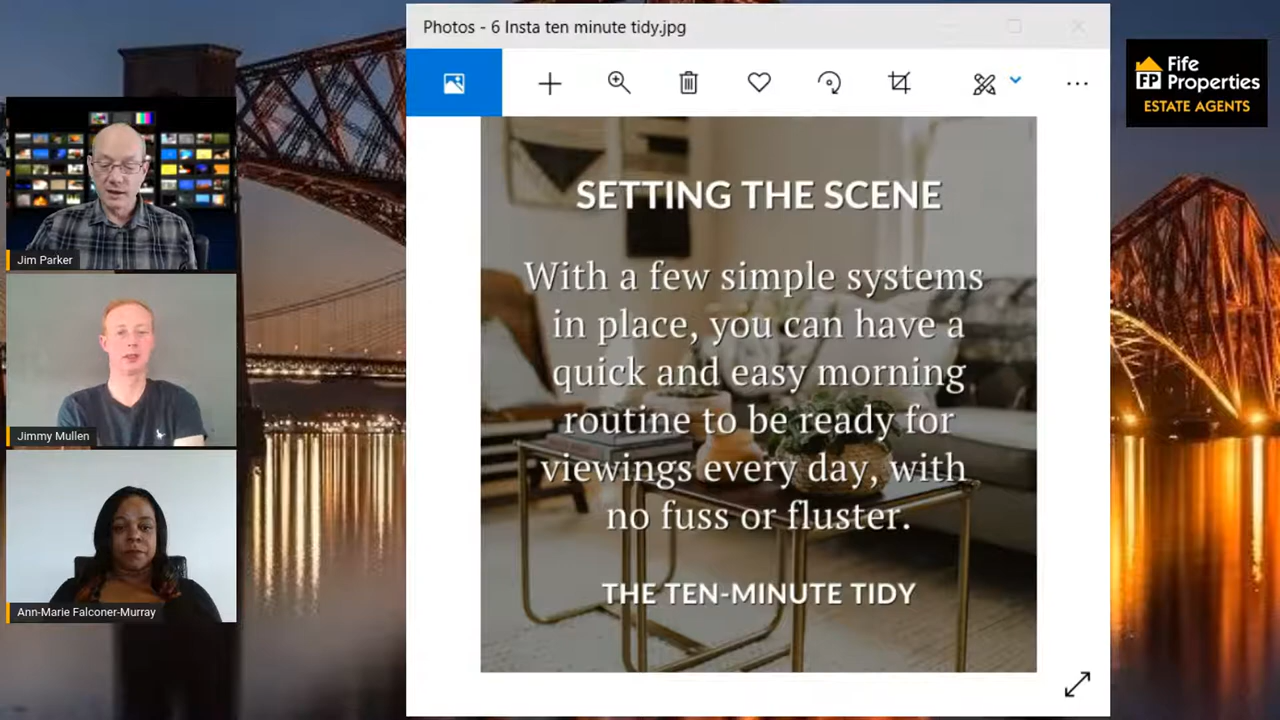 Photos - 6 Insta ten minute tidy.jpg
Fife
Properties
FP
ESTATE AGENTS
Jim Parker
Jimmy Mullen
Ann-Marie Falconer-Murray
SETTING THE SCENE
With a few simple systems
in place, you can have a
quick and easy morning
routine to be ready for
viewings every day, with
no fuss or fluster.
THE TEN-MINUTE TIDY